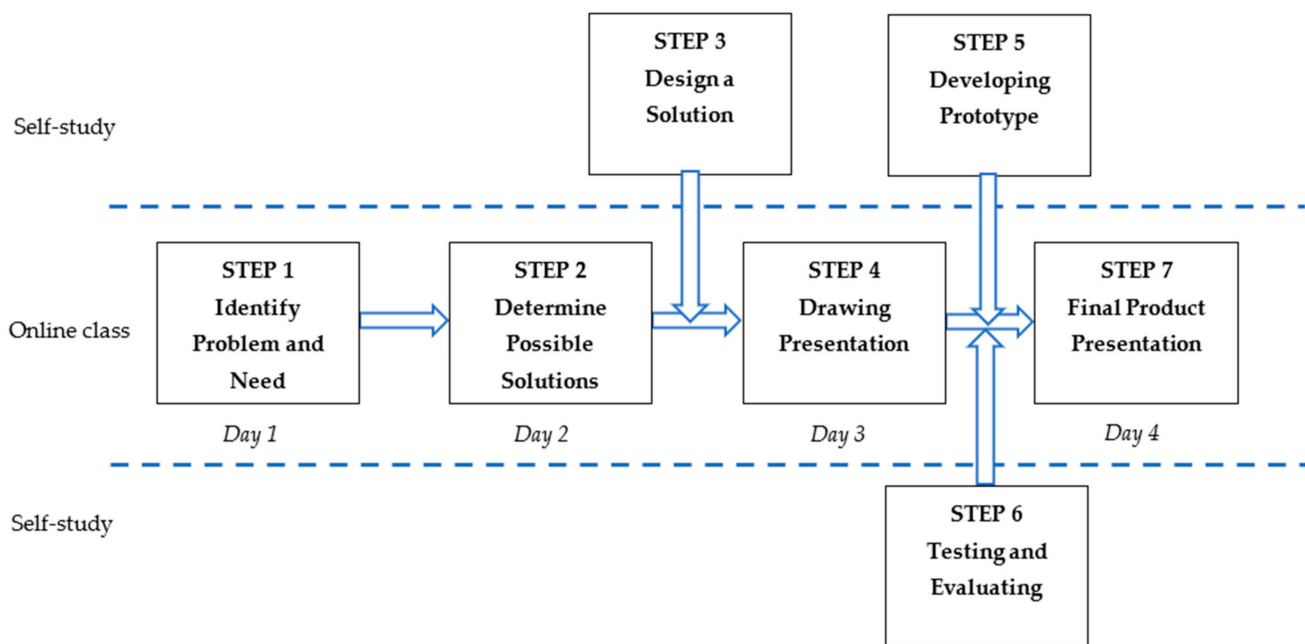 STEP 3
Design a
Solution
STEP 5
Developing
Prototype
Self-study
STEP 1
Identify
Problem and
Need
STEP 2
Determine
Possible
Solutions
STEP 4
Drawing
Presentation
STEP 7
Final Product
Presentation
Online class
Day 1
Day 2
Day 3
Day 4
Self-study
STEP 6
Testing and
Evaluating